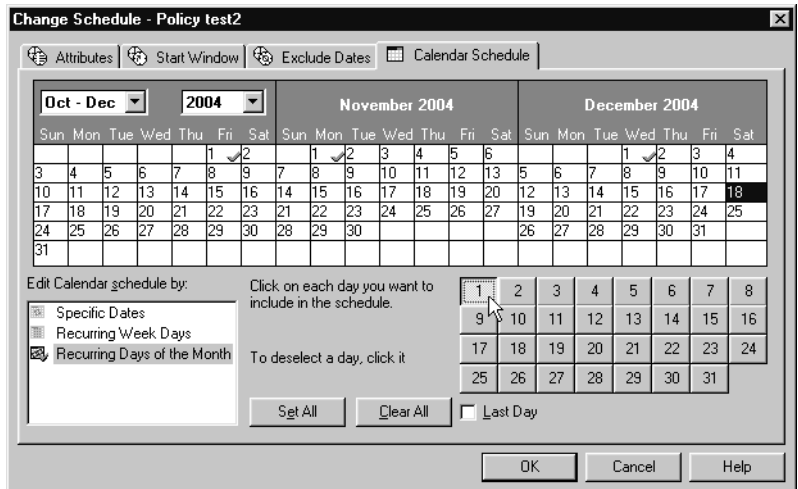 Change Schedule - Policy test2
Attributes Start Window Exclude Dates Calendar Schedule
Oct - Dec 2004 November 2004 December 2004
Sun Mon Tue Wed Thu Fri Sat Sun Mon Tue Wed Thu Fri Sat Sun Mon Tue Wed Thu Fri Sat
1 2 1 2 3 4 5 6 1 2 3 4
3 4 5 6 7 8 9 7 8 9 10 11 12 13 5 6 7 8 9 10 11
10 11 12 13 14 15 16 14 15 16 17 18 19 20 12 13 14 15 16 17 18
17 18 19 20 21 22 23 21 22 23 24 25 26 27 19 20 21 22 23 24 25
24 25 26 27 28 29 30 28 29 30 26 27 28 29 30 31
31
Edit Calendar schedule by:
Specific Dates
Recurring Week Days
Recurring Days of the Month
Click on each day you want to
include in the schedule.
To deselect a day, click it
1 2 3 4 5 6 7 8
9 10 11 12 13 14 15 16
17 18 19 20 21 22 23 24
25 26 27 28 29 30 31
Set All Clear All Last Day
OK Cancel Help